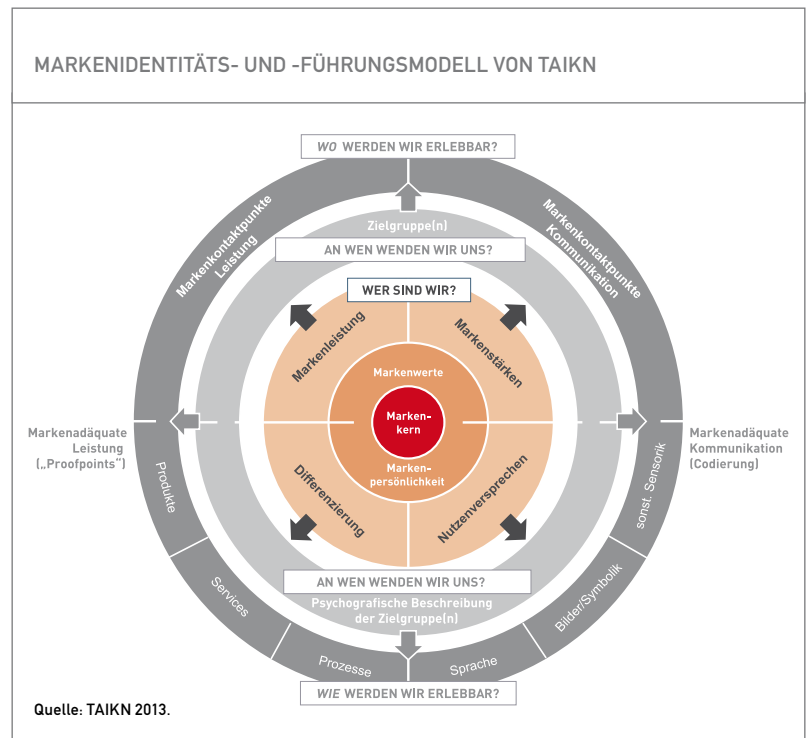 MARKENIDENTITÄTS- UND -FÜHRUNGSMODELL VON TAIKN
WO WERDEN WIR ERLEBBAR?
Markenkontaktpunkte
Leistung
Markenkontaktpunkte
Kommunikation
Zielgruppe(n)
AN WEN WENDEN WIR UNS?
WER SIND WIR?
Markenleistung
Markenstärken
Markenwerte
Marken-
kern
Marken-
persönlichkeit
Markenadäquate
Leistung
(„Proofpoints“)
Markenadäquate
Kommunikation
(Codierung)
Differenzierung
Nutzenversprechen
Produkte
sonst. Sensorik
AN WEN WENDEN WIR UNS?
Psychografische Beschreibung
der Zielgruppe(n)
Services
Bilder/Symbolik
Prozesse
Sprache
WIE WERDEN WIR ERLEBBAR?
Quelle: TAIKN 2013.